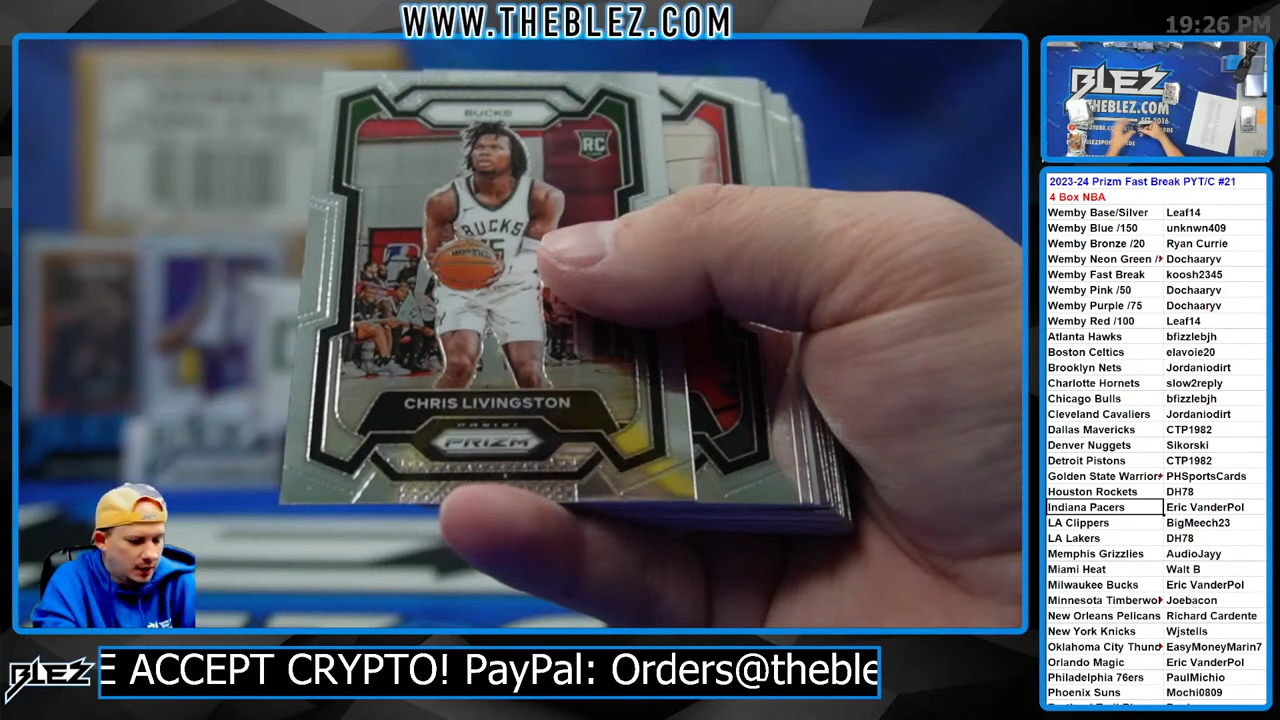 WWW.THEBLEZ.COM
19:26 PM
BUCKS
RC
BUCKS
CHRIS LIVINGSTON
PANINI
PRIZM
BLEZ
THEBLEZ.COM
2023-24 Prizm Fast Break PYT/C #21
4 Box NBA
Wemby Base/Silver Leaf14
Wemby Blue /150 unknwn409
Wemby Bronze /20 Ryan Currie
Wemby Neon Green / Dochaaryv
Wemby Fast Break koosh2345
Wemby Pink /50 Dochaaryv
Wemby Purple /75 Dochaaryv
Wemby Red /100 Leaf14
Atlanta Hawks bfizzlebjh
Boston Celtics elavoie20
Brooklyn Nets Jordaniodirt
Charlotte Hornets slow2reply
Chicago Bulls bfizzlebjh
Cleveland Cavaliers Jordaniodirt
Dallas Mavericks CTP1982
Denver Nuggets Sikorski
Detroit Pistons CTP1982
Golden State Warrior PHSportsCards
Houston Rockets DH78
Indiana Pacers Eric VanderPol
LA Clippers BigMeech23
LA Lakers DH78
Memphis Grizzlies AudioJayy
Miami Heat Walt B
Milwaukee Bucks Eric VanderPol
Minnesota Timberwo Joebacon
New Orleans Pelicans Richard Cardente
New York Knicks Wjstells
Oklahoma City Thund EasyMoneyMarin7
Orlando Magic Eric VanderPol
Philadelphia 76ers PaulMichio
Phoenix Suns Mochi0809
BLEZ
E ACCEPT CRYPTO! PayPal: Orders@theble